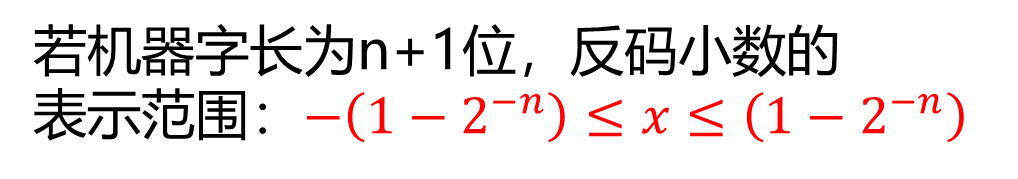 若机器字长为n+1位，反码小数的
表示范围：−(1 − 2⁻ⁿ) ≤ x ≤ (1 − 2⁻ⁿ)